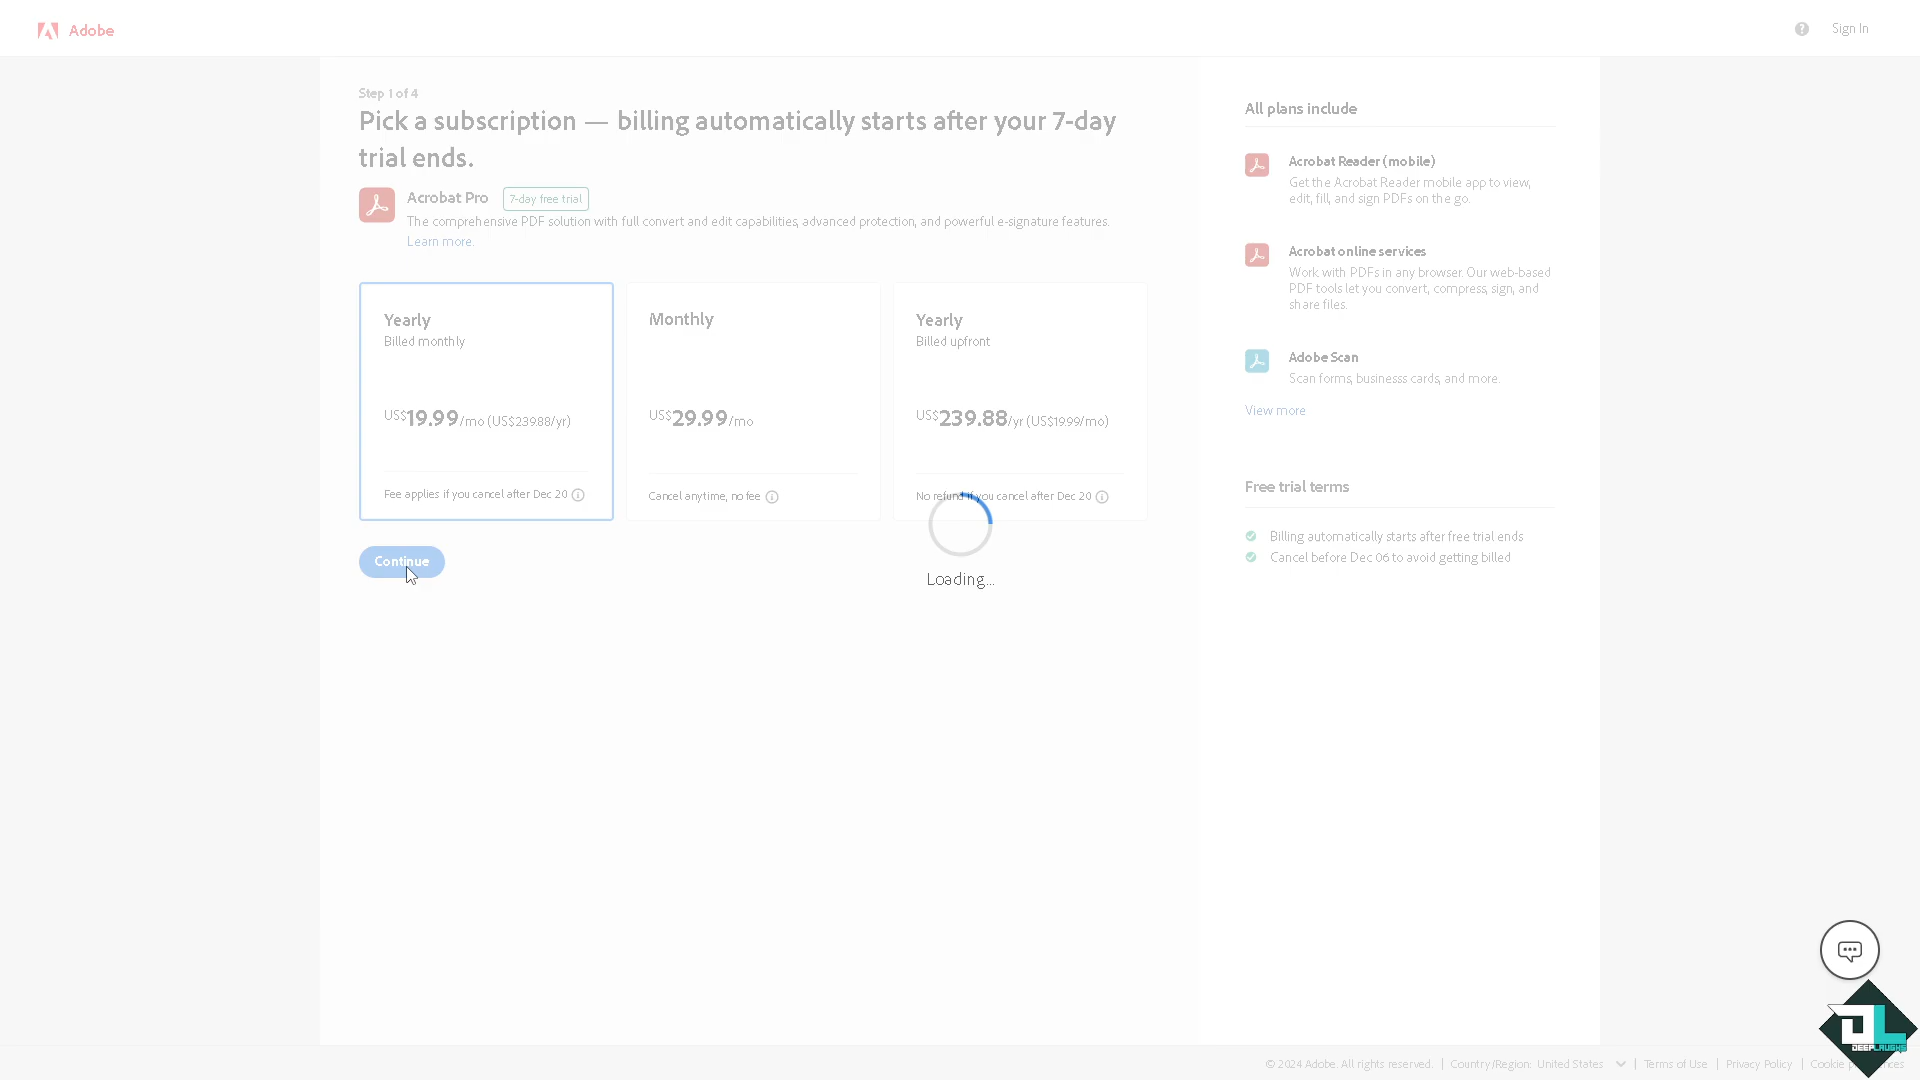 Adobe
Sign In
Step 1 of 4
Pick a subscription — billing automatically starts after your 7-day
trial ends.
Acrobat Pro 7-day free trial
The comprehensive PDF solution with full convert and edit capabilities, advanced protection, and powerful e-signature features.
Learn more.
Yearly
Billed monthly
US$19.99/mo (US$239.88/yr)
Fee applies if you cancel after Dec 20
Monthly
US$29.99/mo
Cancel anytime, no fee
Yearly
Billed upfront
US$239.88/yr (US$19.99/mo)
No refund if you cancel after Dec 20
Continue
Loading...
All plans include
Acrobat Reader (mobile)
Get the Acrobat Reader mobile app to view,
edit, fill, and sign PDFs on the go.
Acrobat online services
Work with PDFs in any browser. Our web-based
PDF tools let you convert, compress, sign, and
share files.
Adobe Scan
Scan forms, businesss cards, and more.
View more
Free trial terms
Billing automatically starts after free trial ends
Cancel before Dec 06 to avoid getting billed
© 2024 Adobe. All rights reserved. | Country/Region: United States | Terms of Use | Privacy Policy | Cookie
DEEPLAUGHS